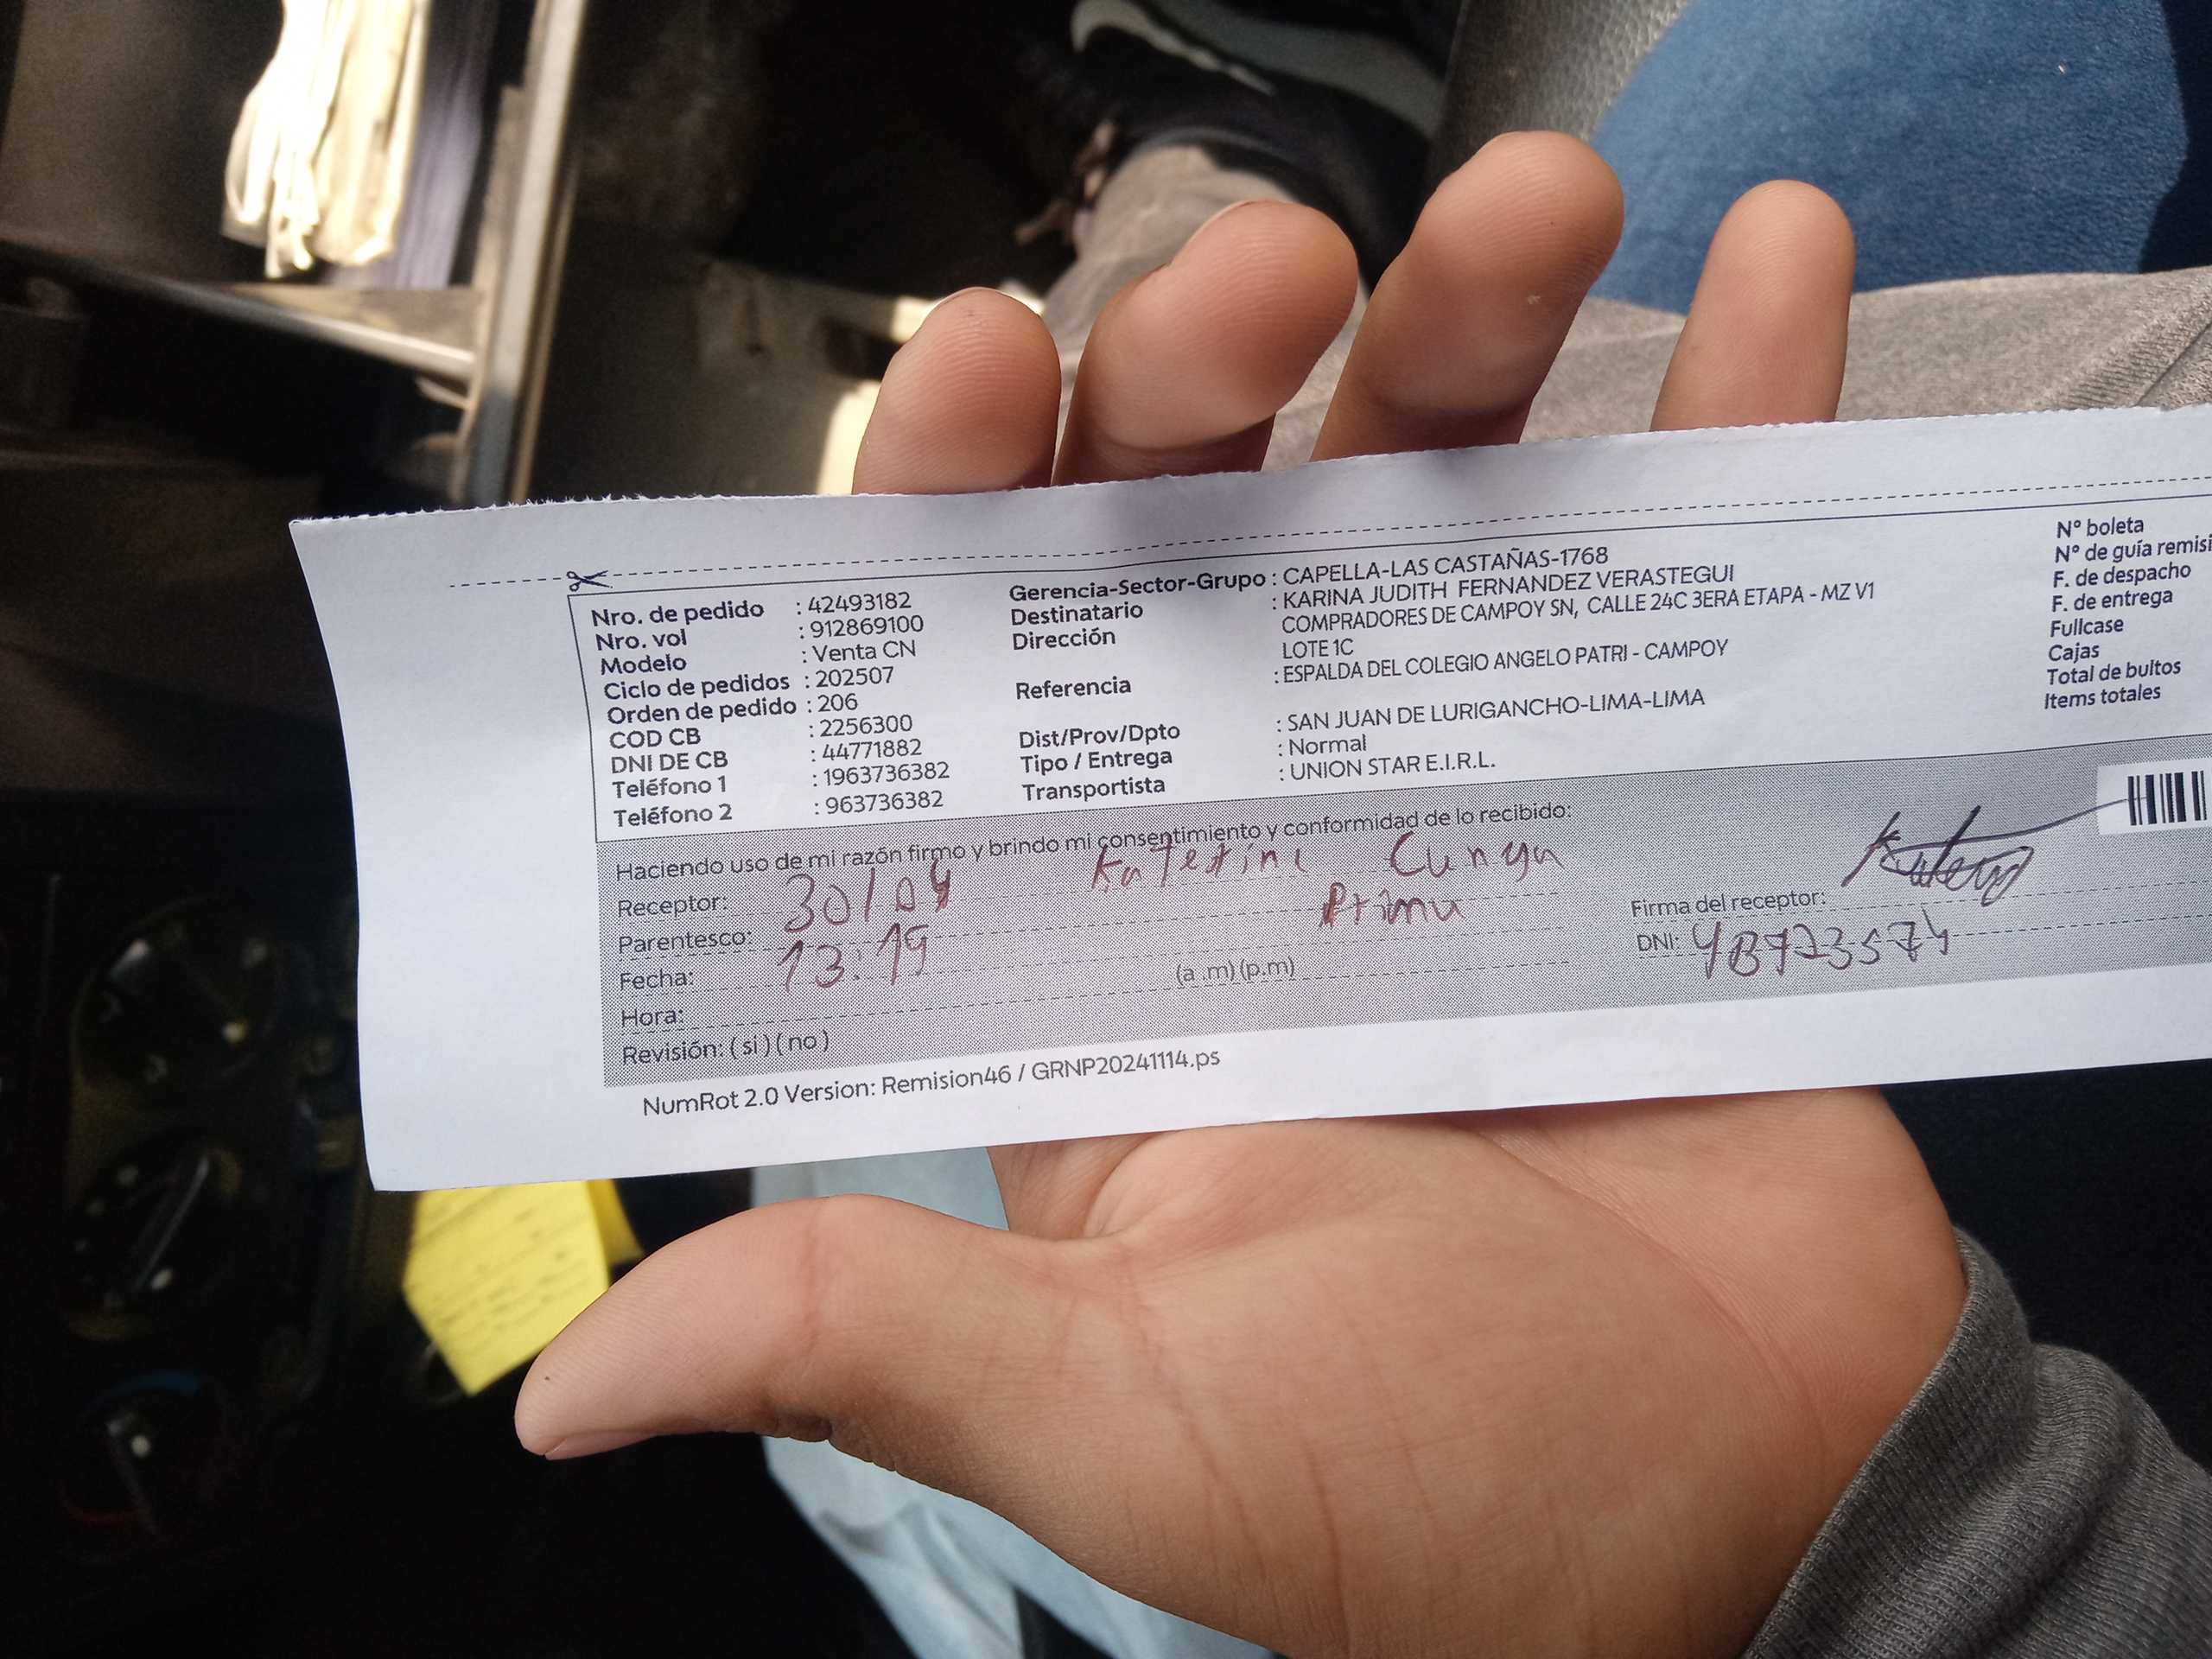 Nro. de pedido : 42493182
Nro. vol : 912869100
Modelo : Venta CN
Ciclo de pedidos : 202507
Orden de pedido : 206
COD CB : 2256300
DNI DE CB : 44771882
Teléfono 1 : 1963736382
Teléfono 2 : 963736382
Gerencia-Sector-Grupo : CAPELLA-LAS CASTAÑAS-1768
Destinatario : KARINA JUDITH FERNANDEZ VERASTEGUI
Dirección COMPRADORES DE CAMPOY SN, CALLE 24C 3ERA ETAPA - MZ V1
LOTE 1C
Referencia : ESPALDA DEL COLEGIO ANGELO PATRI - CAMPOY
Dist/Prov/Dpto : SAN JUAN DE LURIGANCHO-LIMA-LIMA
Tipo / Entrega : Normal
Transportista : UNION STAR E.I.R.L.
N° boleta
N° de guía remisi
F. de despacho
F. de entrega
Fullcase
Cajas
Total de bultos
Items totales
Haciendo uso de mi razón firmo y brindo mi consentimiento y conformidad de lo recibido:
Receptor: 30/04 Cunya
Parentesco: Prima
Fecha: 13:19
Hora: (a .m) (p.m)
Revisión: ( si ) ( no )
Firma del receptor:
DNI:
NumRot 2.0 Version: Remision46 / GRNP20241114.ps